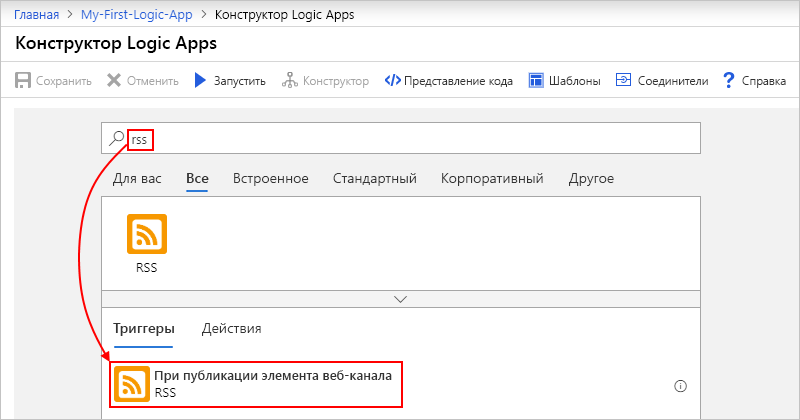 Главная > My-First-Logic-App > Конструктор Logic Apps
Конструктор Logic Apps
Сохранить Отменить Запустить Конструктор </> Представление кода Шаблоны Соединители ? Справка
rss
Для вас Все Встроенное Стандартный Корпоративный Другое
RSS
Триггеры Действия
При публикации элемента веб-канала
RSS